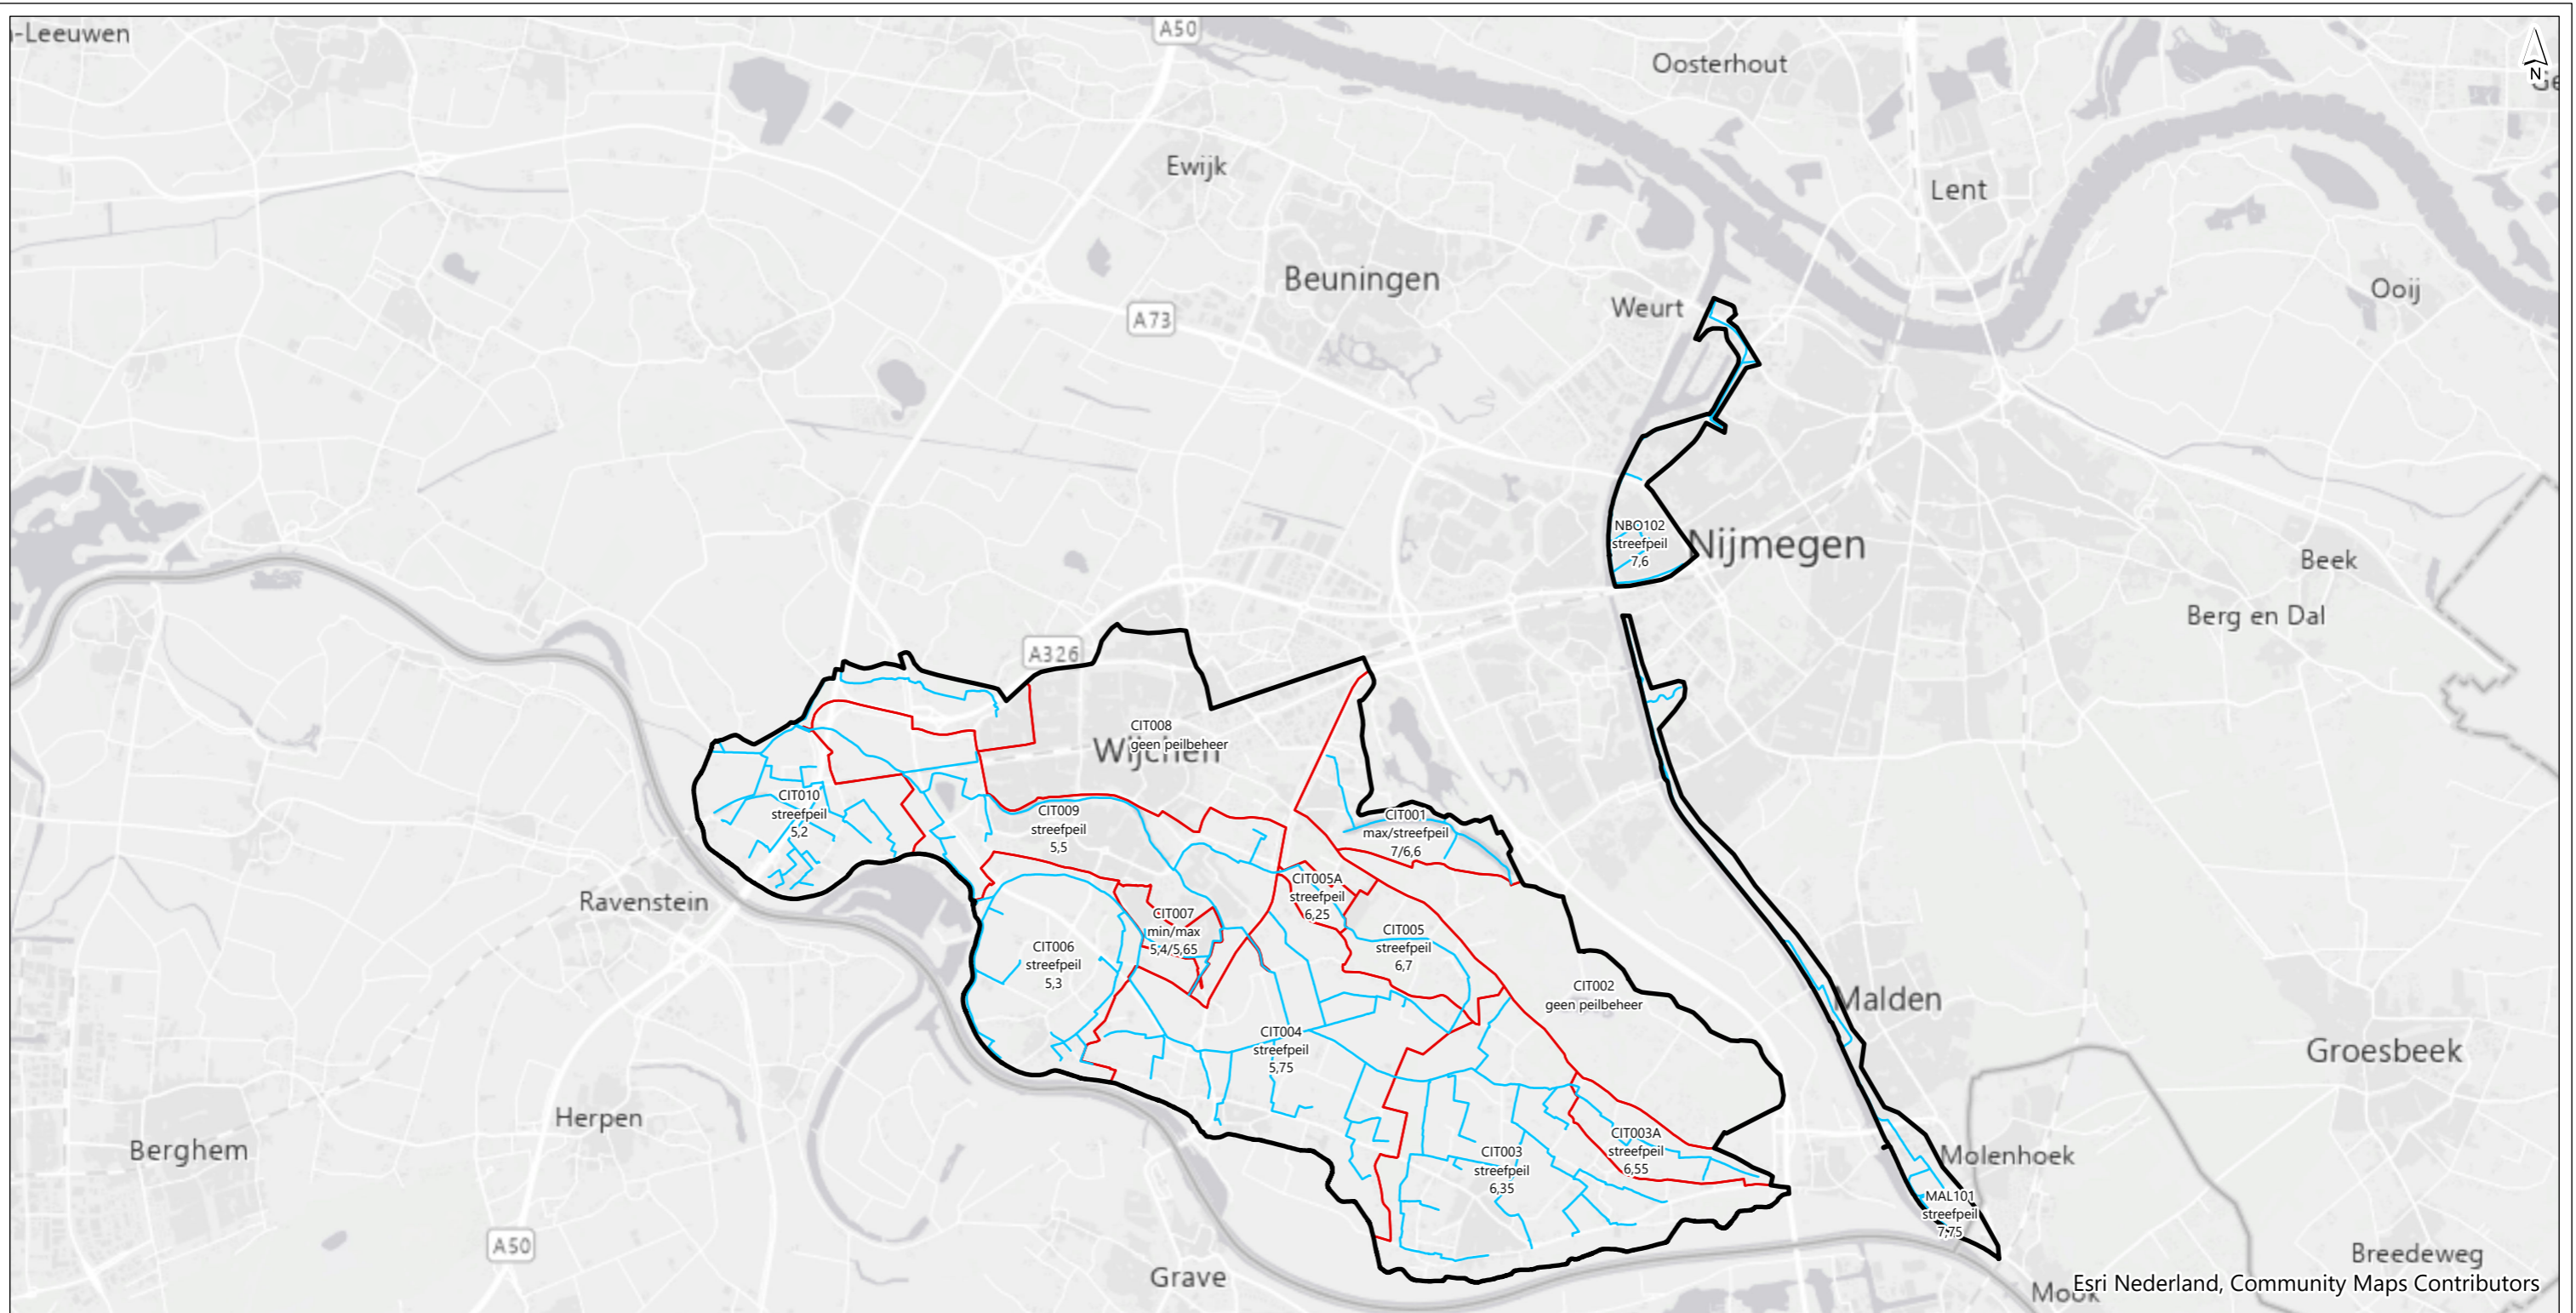 -Leeuwen
A50
Oosterhout
N
Ge
Ewijk
Lent
Beuningen
Ooij
Weurt
A73
NBO102
streefpeil
7,6
Nijmegen
Beek
Berg en Dal
A326
CIT008
geen peilbeheer
Wijchen
CIT010
streefpeil
5,2
CIT009
streefpeil
5,5
CIT001
max/streefpeil
7/6,6
CIT005A
streefpeil
6,25
Ravenstein
CIT007
min/max
5,4/5,65
CIT005
streefpeil
6,7
CIT006
streefpeil
5,3
CIT002
geen peilbeheer
Malden
CIT004
streefpeil
5,75
Groesbeek
Herpen
Berghem
CIT003A
streefpeil
6,55
CIT003
streefpeil
6,35
Molenhoek
MAL101
streefpeil
7,75
A50
Grave
Breedeweg
Mook
Esri Nederland, Community Maps Contributors